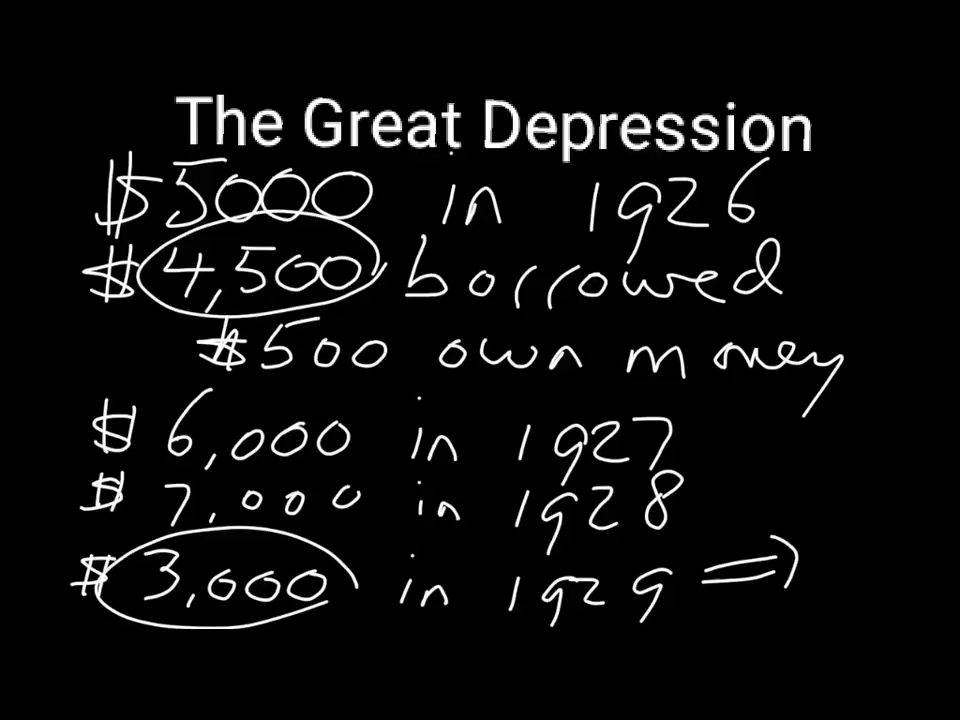 The Great Depression
$5000 in 1926
$4,500 borrowed
$500 own money
$6,000 in 1927
$7,000 in 1928
$3,000 in 1929 ⇒